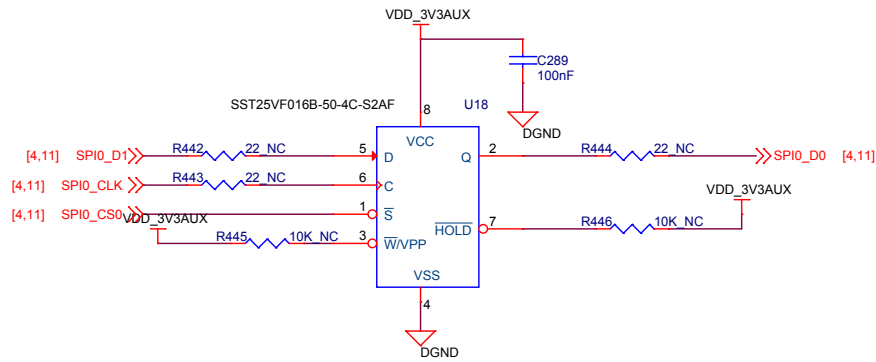 VDD_3V3AUX
C289
100nF
SST25VF016B-50-4C-S2AF
8
U18
DGND
VCC
[4,11] SPI0_D1 R442 22_NC 5 D Q 2 R444 22_NC SPI0_D0 [4,11]
[4,11] SPI0_CLK R443 22_NC 6 C
VDD_3V3AUX
[4,11] SPI0_CS0 1 S
VDD_3V3AUX
HOLD 7 R446 10K_NC
R445 10K_NC 3 W/VPP
VSS
4
DGND